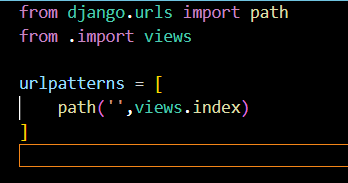 from django.urls import path
from .import views
urlpatterns = [
    path('',views.index)
]